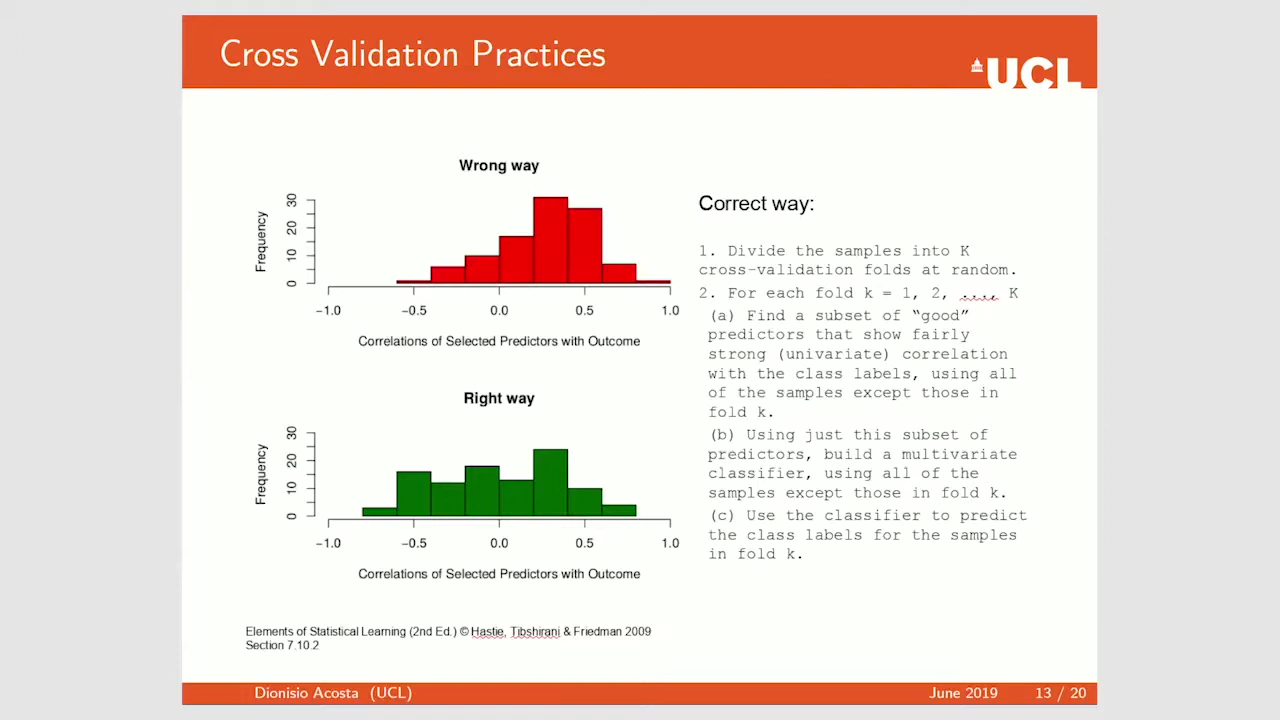 Cross Validation Practices
UCL
Wrong way
Frequency
30
20
10
0
−1.0 −0.5 0.0 0.5 1.0
Correlations of Selected Predictors with Outcome
Right way
Frequency
30
20
10
0
−1.0 −0.5 0.0 0.5 1.0
Correlations of Selected Predictors with Outcome
Correct way:
1. Divide the samples into K
cross-validation folds at random.
2. For each fold k = 1, 2, .... K
(a) Find a subset of “good”
predictors that show fairly
strong (univariate) correlation
with the class labels, using all
of the samples except those in
fold k.
(b) Using just this subset of
predictors, build a multivariate
classifier, using all of the
samples except those in fold k.
(c) Use the classifier to predict
the class labels for the samples
in fold k.
Elements of Statistical Learning (2nd Ed.) © Hastie, Tibshirani & Friedman 2009
Section 7.10.2
Dionisio Acosta (UCL) June 2019 13 / 20